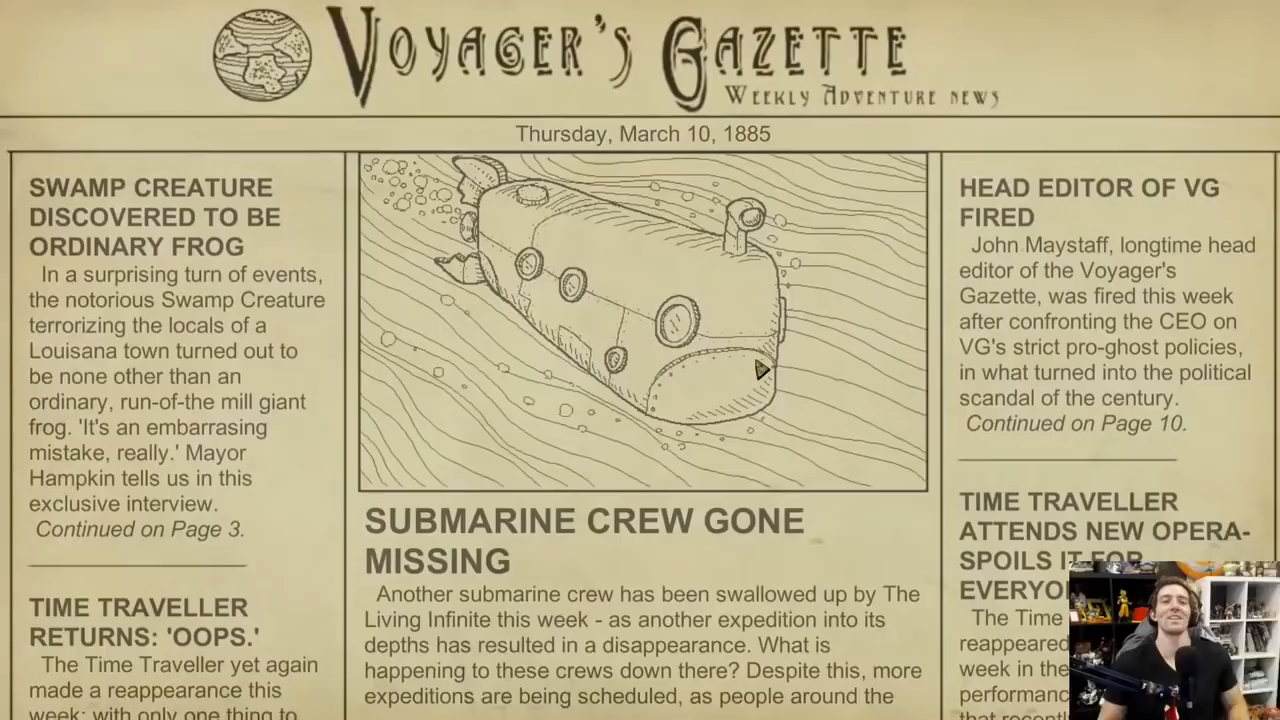 VOYAGER'S GAZETTE
WEEKLY ADVENTURE NEWS
Thursday, March 10, 1885
SWAMP CREATURE
DISCOVERED TO BE
ORDINARY FROG
In a surprising turn of events,
the notorious Swamp Creature
terrorizing the locals of a
Louisana town turned out to
be none other than an
ordinary, run-of-the mill giant
frog. 'It's an embarrasing
mistake, really.' Mayor
Hampkin tells us in this
exclusive interview.
Continued on Page 3.
TIME TRAVELLER
RETURNS: 'OOPS.'
The Time Traveller yet again
made a reappearance this
week; with only one thing to
SUBMARINE CREW GONE
MISSING
Another submarine crew has been swallowed up by The
Living Infinite this week - as another expedition into its
depths has resulted in a disappearance. What is
happening to these crews down there? Despite this, more
expeditions are being scheduled, as people around the
HEAD EDITOR OF VG
FIRED
John Maystaff, longtime head
editor of the Voyager's
Gazette, was fired this week
after confronting the CEO on
VG's strict pro-ghost policies,
in what turned into the political
scandal of the century.
Continued on Page 10.
TIME TRAVELLER
ATTENDS NEW OPERA-
SPOILS IT FOR
The Time
reappeared
week in the